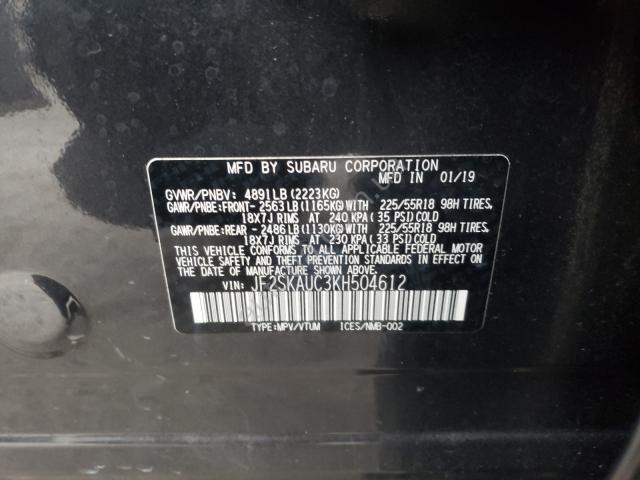 MFD BY SUBARU CORPORATION
MFD IN 01/19
GVWR/PNBV: 4891LB (2223KG)
GAWR/PNBE:FRONT-2563LB(1165KG)WITH 225/55R18 98H TIRES,
18X7J RIMS AT 240 KPA(35 PSI)COLD
GAWR/PNBE:REAR -2486LB(1130KG)WITH 225/55R18 98H TIRES,
18X7J RIMS AT 230 KPA(33 PSI)COLD
THIS VEHICLE CONFORMS TO ALL APPLICABLE FEDERAL MOTOR
VEHICLE SAFETY AND THEFT PREVENTION STANDARDS IN EFFECT ON
THE DATE OF MANUFACTURE SHOWN ABOVE.
VIN: JF2SKAUC3KH504612
TYPE:MPV/VTUM ICES/NMB-002